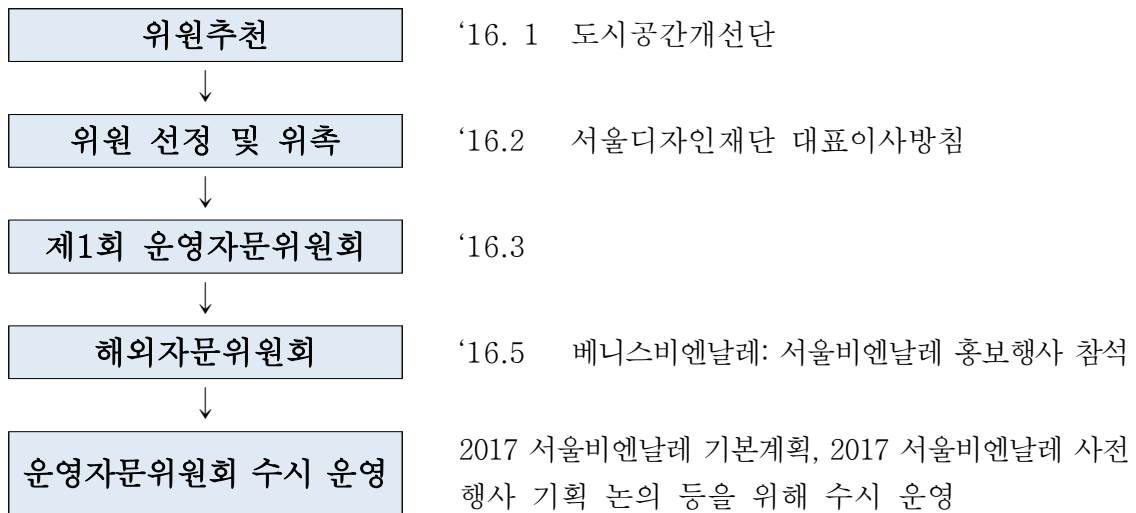 위원추천 ‘16. 1 도시공간개선단
↓
위원 선정 및 위촉 ‘16.2 서울디자인재단 대표이사방침
↓
제1회 운영자문위원회 ‘16.3
↓
해외자문위원회 ‘16.5 베니스비엔날레: 서울비엔날레 홍보행사 참석
↓
운영자문위원회 수시 운영
2017 서울비엔날레 기본계획, 2017 서울비엔날레 사전
행사 기획 논의 등을 위해 수시 운영